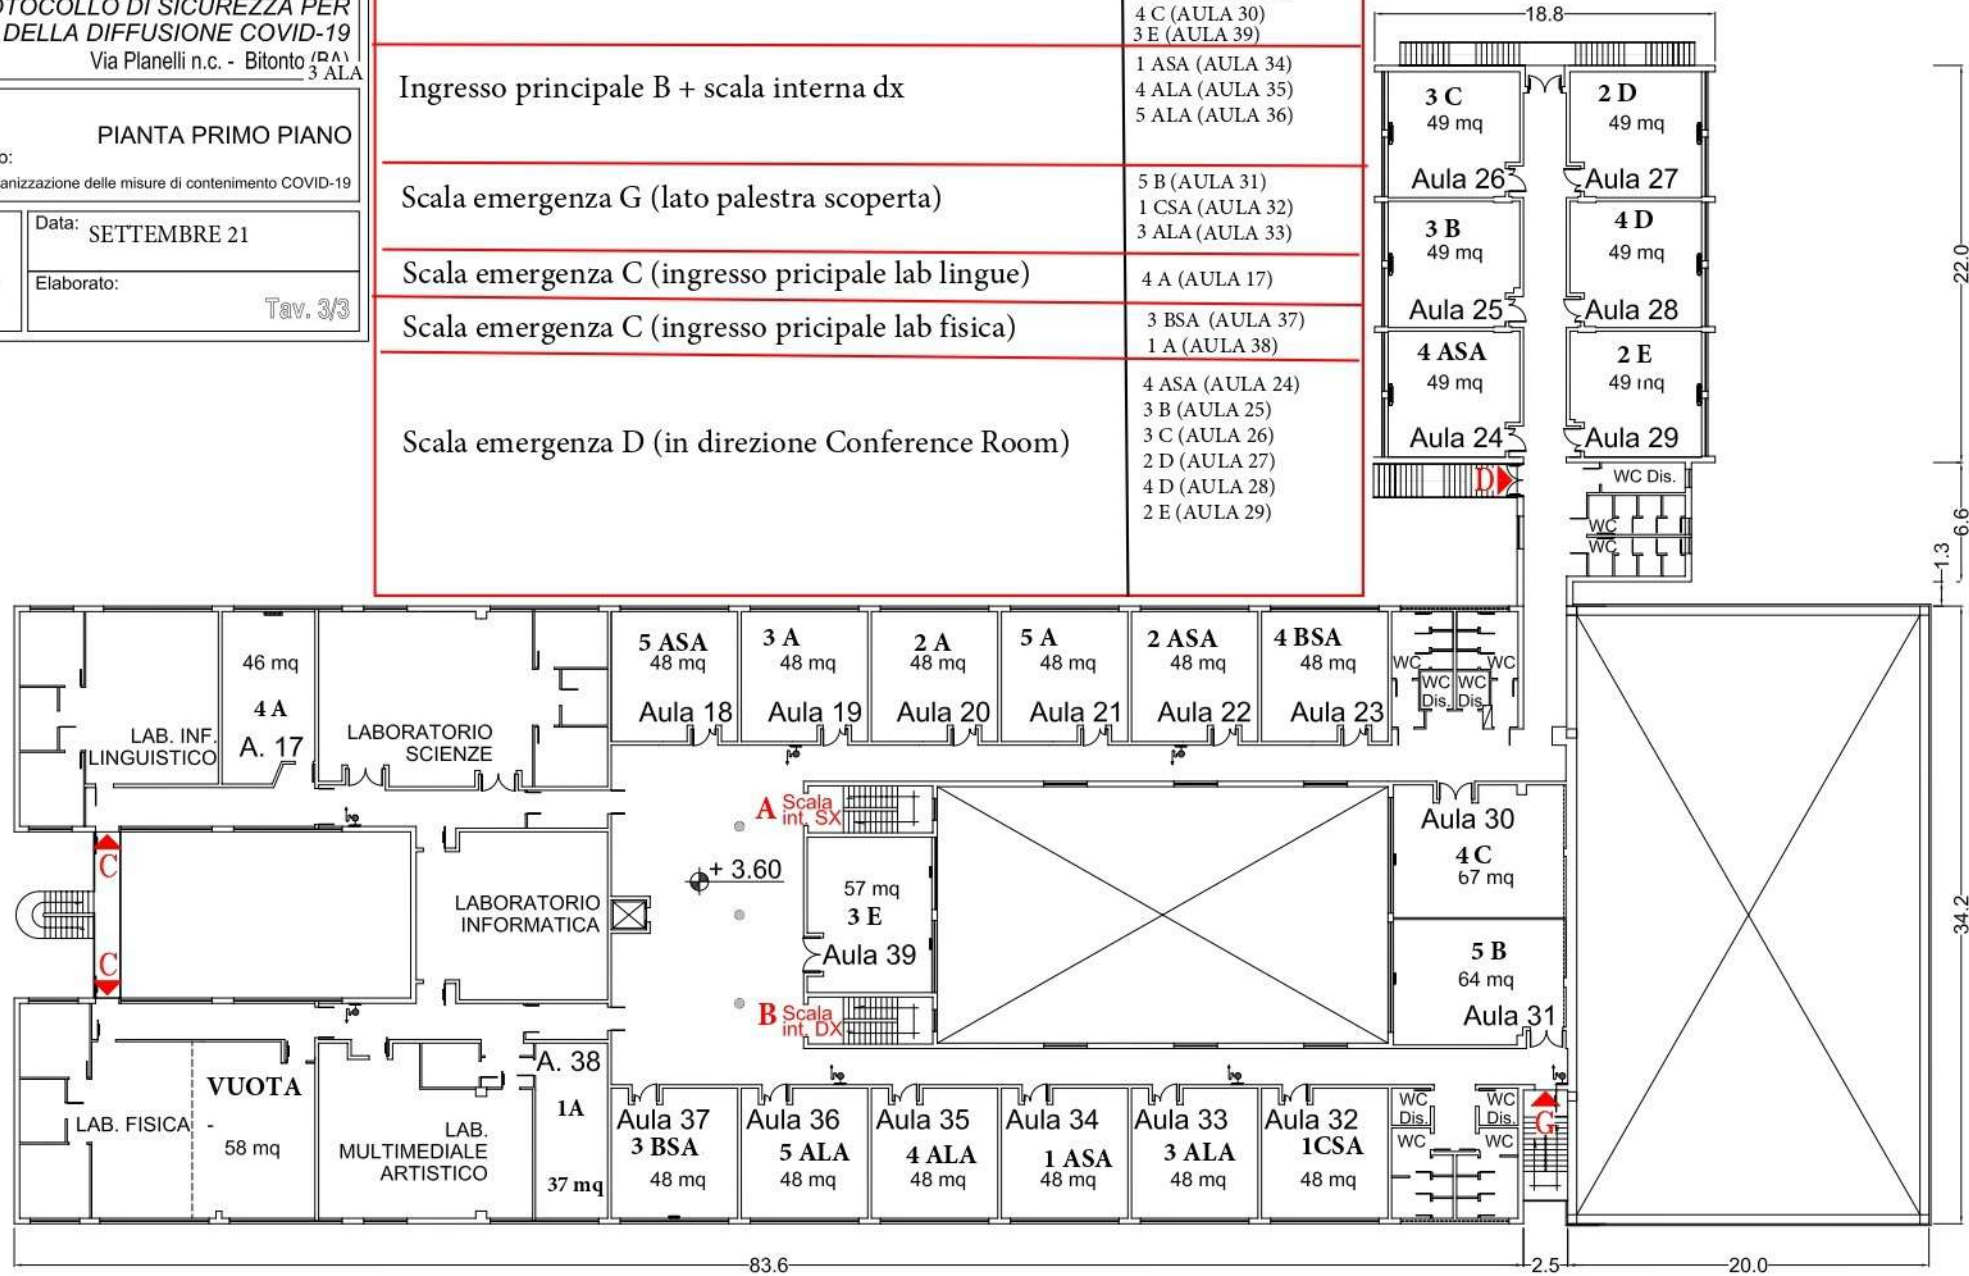 OTOCOLLO DI SICUREZZA PER
DELLA DIFFUSIONE COVID-19
Via Planelli n.c. - Bitonto (BA)
3 ALA
PIANTA PRIMO PIANO
o:
anizzazione delle misure di contenimento COVID-19
Data: SETTEMBRE 21
Elaborato:
Tav. 3/3
4 C (AULA 30)
3 E (AULA 39)
Ingresso principale B + scala interna dx
1 ASA (AULA 34)
4 ALA (AULA 35)
5 ALA (AULA 36)
Scala emergenza G (lato palestra scoperta)
5 B (AULA 31)
1 CSA (AULA 32)
3 ALA (AULA 33)
Scala emergenza C (ingresso pricipale lab lingue)
4 A (AULA 17)
Scala emergenza C (ingresso pricipale lab fisica)
3 BSA (AULA 37)
1 A (AULA 38)
Scala emergenza D (in direzione Conference Room)
4 ASA (AULA 24)
3 B (AULA 25)
3 C (AULA 26)
2 D (AULA 27)
4 D (AULA 28)
2 E (AULA 29)
18.8
3 C
49 mq
Aula 26
2 D
49 mq
Aula 27
3 B
49 mq
Aula 25
4 D
49 mq
Aula 28
4 ASA
49 mq
Aula 24
2 E
49 mq
Aula 29
22.0
D
WC Dis.
WC
WC
6.6
1.3
LAB. INF.
LINGUISTICO
46 mq
4 A
A. 17
LABORATORIO
SCIENZE
5 ASA
48 mq
Aula 18
3 A
48 mq
Aula 19
2 A
48 mq
Aula 20
5 A
48 mq
Aula 21
2 ASA
48 mq
Aula 22
4 BSA
48 mq
Aula 23
WC
WC
WC
Dis.
WC
Dis.
A Scala
int. SX
C
C
LABORATORIO
INFORMATICA
+ 3.60
57 mq
3 E
Aula 39
B Scala
int. DX
Aula 30
4 C
67 mq
5 B
64 mq
Aula 31
34.2
LAB. FISICA -
VUOTA
58 mq
LAB.
MULTIMEDIALE
ARTISTICO
A. 38
1A
37 mq
Aula 37
3 BSA
48 mq
Aula 36
5 ALA
48 mq
Aula 35
4 ALA
48 mq
Aula 34
1 ASA
48 mq
Aula 33
3 ALA
48 mq
Aula 32
1CSA
48 mq
WC
Dis.
WC
Dis.
WC
WC
G
83.6
2.5
20.0